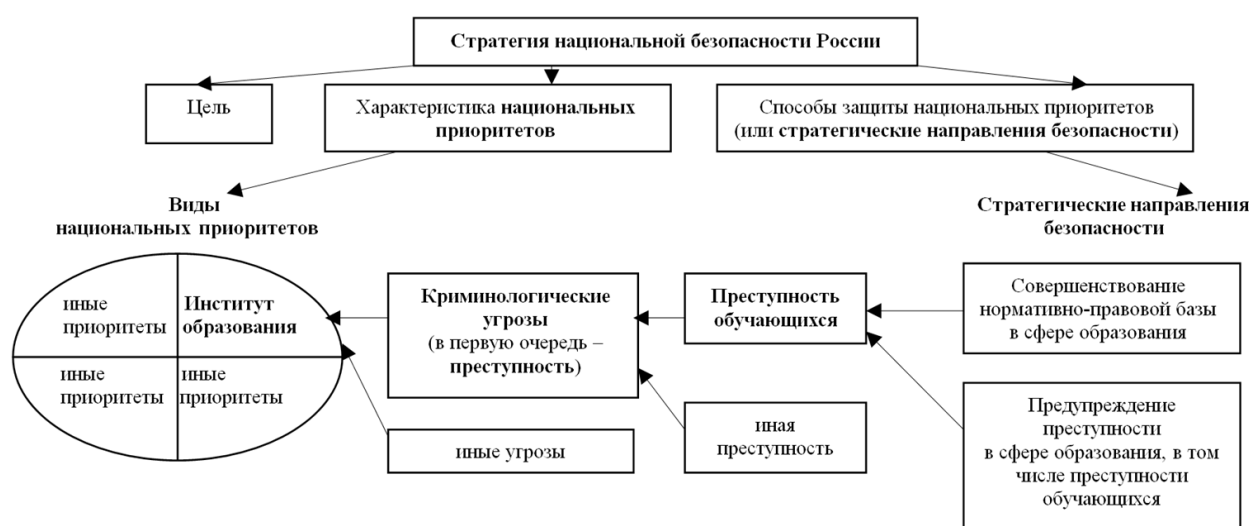 Стратегия национальной безопасности России
Цель
Характеристика национальных
приоритетов
Способы защиты национальных приоритетов
(или стратегические направления безопасности)
Виды
национальных приоритетов
Стратегические направления
безопасности
иные
приоритеты
Институт
образования
иные
приоритеты
иные
приоритеты
Криминологические
угрозы
(в первую очередь –
преступность)
иные угрозы
Преступность
обучающихся
иная
преступность
Совершенствование
нормативно-правовой базы
в сфере образования
Предупреждение
преступности
в сфере образования, в том
числе преступности
обучающихся